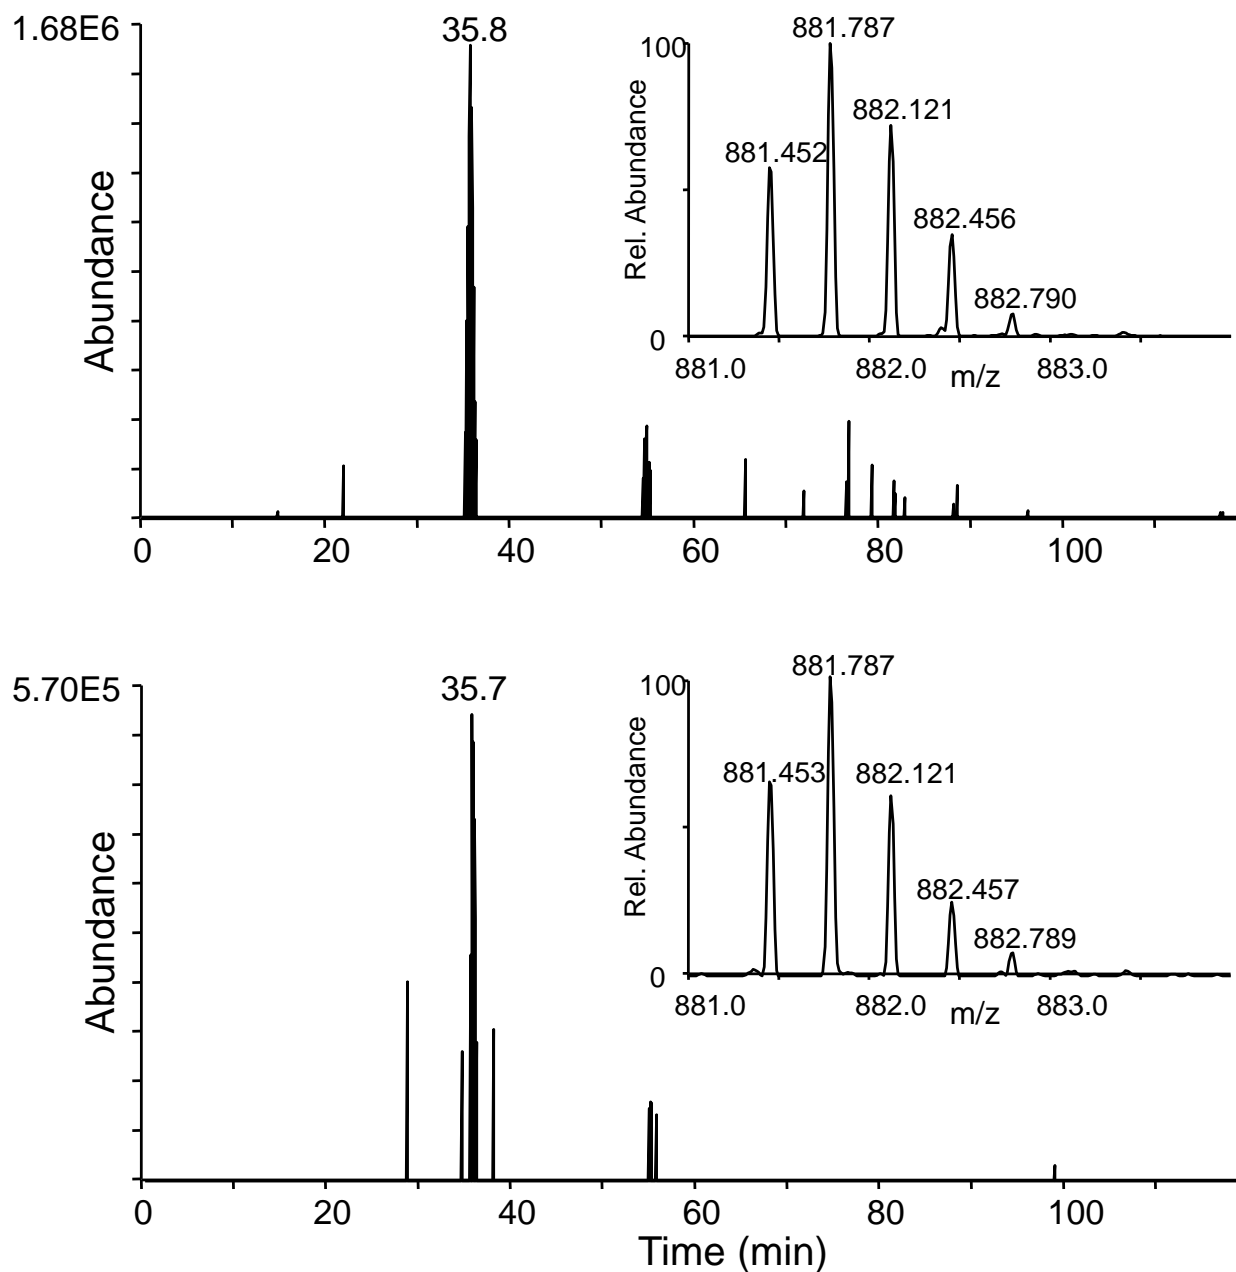 1.68E6
35.8
Abundance
0 20 40 60 80 100
881.787
100
882.121
881.452
Rel. Abundance
882.456
882.790
0
881.0 882.0 m/z 883.0
5.70E5
35.7
Abundance
0 20 40 60 80 100
Time (min)
881.787
100
881.453 882.121
Rel. Abundance
882.457
882.789
0
881.0 882.0 m/z 883.0